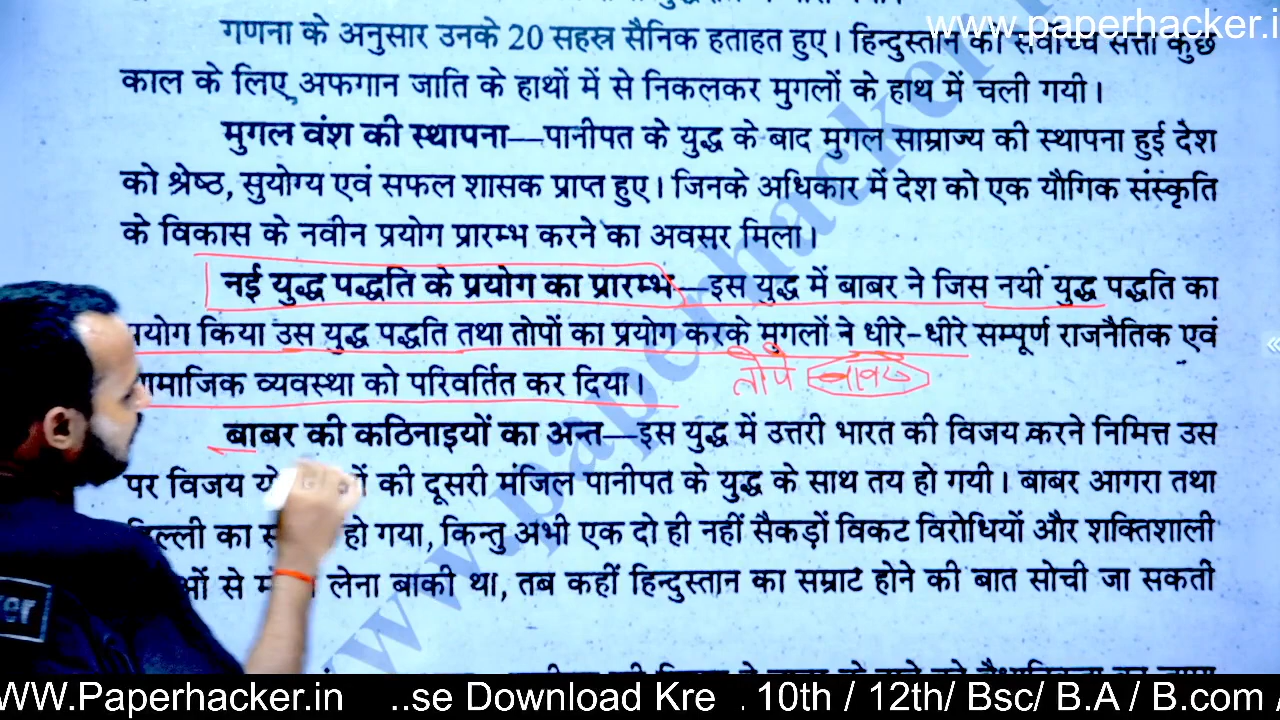 www.paperhacker.i
गणना के अनुसार उनके 20 सहस्त्र सैनिक हताहत हुए। हिन्दुस्तान की सर्वोच्च सत्ता कुछ
काल के लिए अफगान जाति के हाथों में से निकलकर मुगलों के हाथ में चली गयी।
मुगल वंश की स्थापना—पानीपत के युद्ध के बाद मुगल साम्राज्य की स्थापना हुई देश
को श्रेष्ठ, सुयोग्य एवं सफल शासक प्राप्त हुए। जिनके अधिकार में देश को एक यौगिक संस्कृति
के विकास के नवीन प्रयोग प्रारम्भ करने का अवसर मिला।
नई युद्ध पद्धति के प्रयोग का प्रारम्भ—इस युद्ध में बाबर ने जिस नयी युद्ध पद्धति का
किया उस युद्ध पद्धति तथा तोपों का प्रयोग करके मुगलों ने धीरे-धीरे सम्पूर्ण राजनैतिक एवं
व्यवस्था को परिवर्तित कर दिया।
तोपे
बाबर की कठिनाइयों का अन्त—इस युद्ध में उत्तरी भारत की विजय करने निमित्त उस
पर विजय की दूसरी मंजिल पानीपत के युद्ध के साथ तय हो गयी। बाबर आगरा तथा
का हो गया, किन्तु अभी एक दो ही नहीं सैकड़ों विकट विरोधियों और शक्तिशाली
से लेना बाकी था, तब कहीं हिन्दुस्तान का सम्राट होने की बात सोची जा सकती
www.paperhacker
WW.Paperhacker.in ..se Download Kre . 10th / 12th/ Bsc/ B.A / B.com